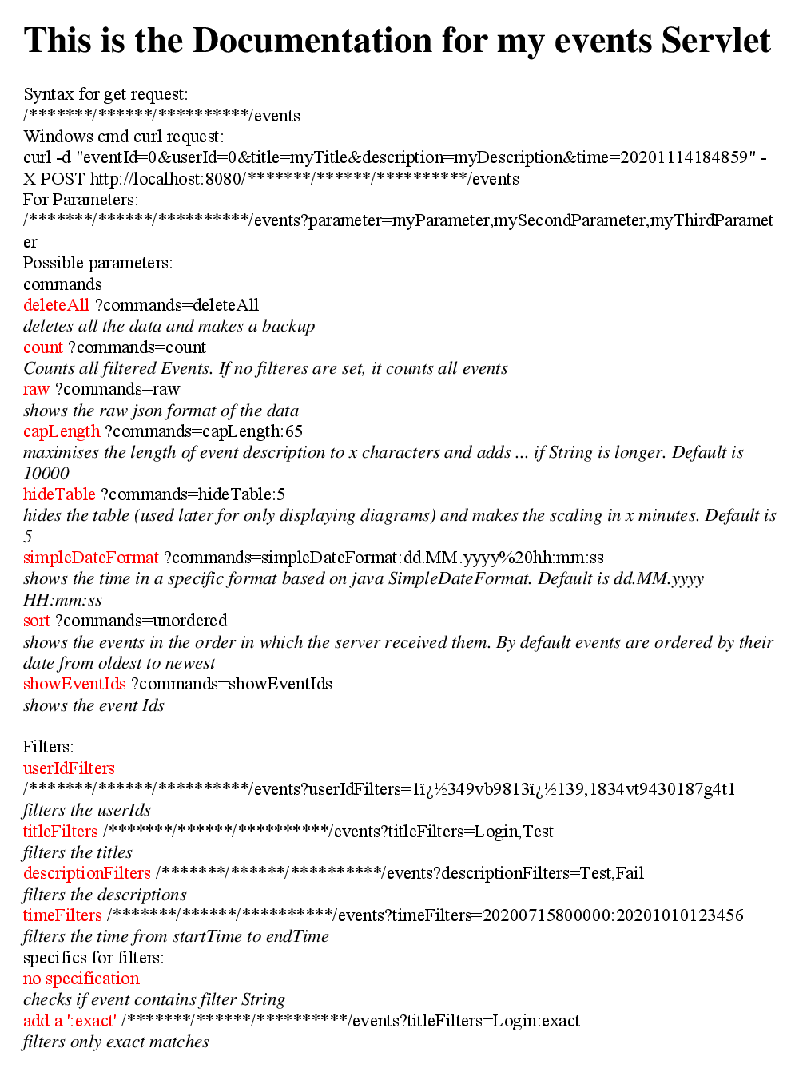 This is the Documentation for my events Servlet
Syntax for get request:
/*******/******/**********/events
Windows cmd curl request:
curl -d "eventId=0&userId=0&title=myTitle&description=myDescription&time=20201114184859" -
X POST http://localhost:8080/*******/******/**********/events
For Parameters:
/*******/******/**********/events?parameter=myParameter,mySecondParameter,myThirdParamet
er
Possible parameters:
commands
deleteAll ?commands=deleteAll
deletes all the data and makes a backup
count ?commands=count
Counts all filtered Events. If no filteres are set, it counts all events
raw ?commands=raw
shows the raw json format of the data
capLength ?commands=capLength:65
maximises the length of event description to x characters and adds ... if String is longer. Default is
10000
hideTable ?commands=hideTable:5
hides the table (used later for only displaying diagrams) and makes the scaling in x minutes. Default is
5
simpleDateFormat ?commands=simpleDateFormat:dd.MM.yyyy%20hh:mm:ss
shows the time in a specific format based on java SimpleDateFormat. Default is dd.MM.yyyy
HH:mm:ss
sort ?commands=unordered
shows the events in the order in which the server received them. By default events are ordered by their
date from oldest to newest
showEventIds ?commands=showEventIds
shows the event Ids
Filters:
userIdFilters
/*******/******/**********/events?userIdFilters=1ï¿½349vb9813ï¿½139,1834vt9430187g4t1
filters the userIds
titleFilters /*******/******/**********/events?titleFilters=Login,Test
filters the titles
descriptionFilters /*******/******/**********/events?descriptionFilters=Test,Fail
filters the descriptions
timeFilters /*******/******/**********/events?timeFilters=20200715800000:20201010123456
filters the time from startTime to endTime
specifics for filters:
no specification
checks if event contains filter String
add a ':exact' /*******/******/**********/events?titleFilters=Login:exact
filters only exact matches